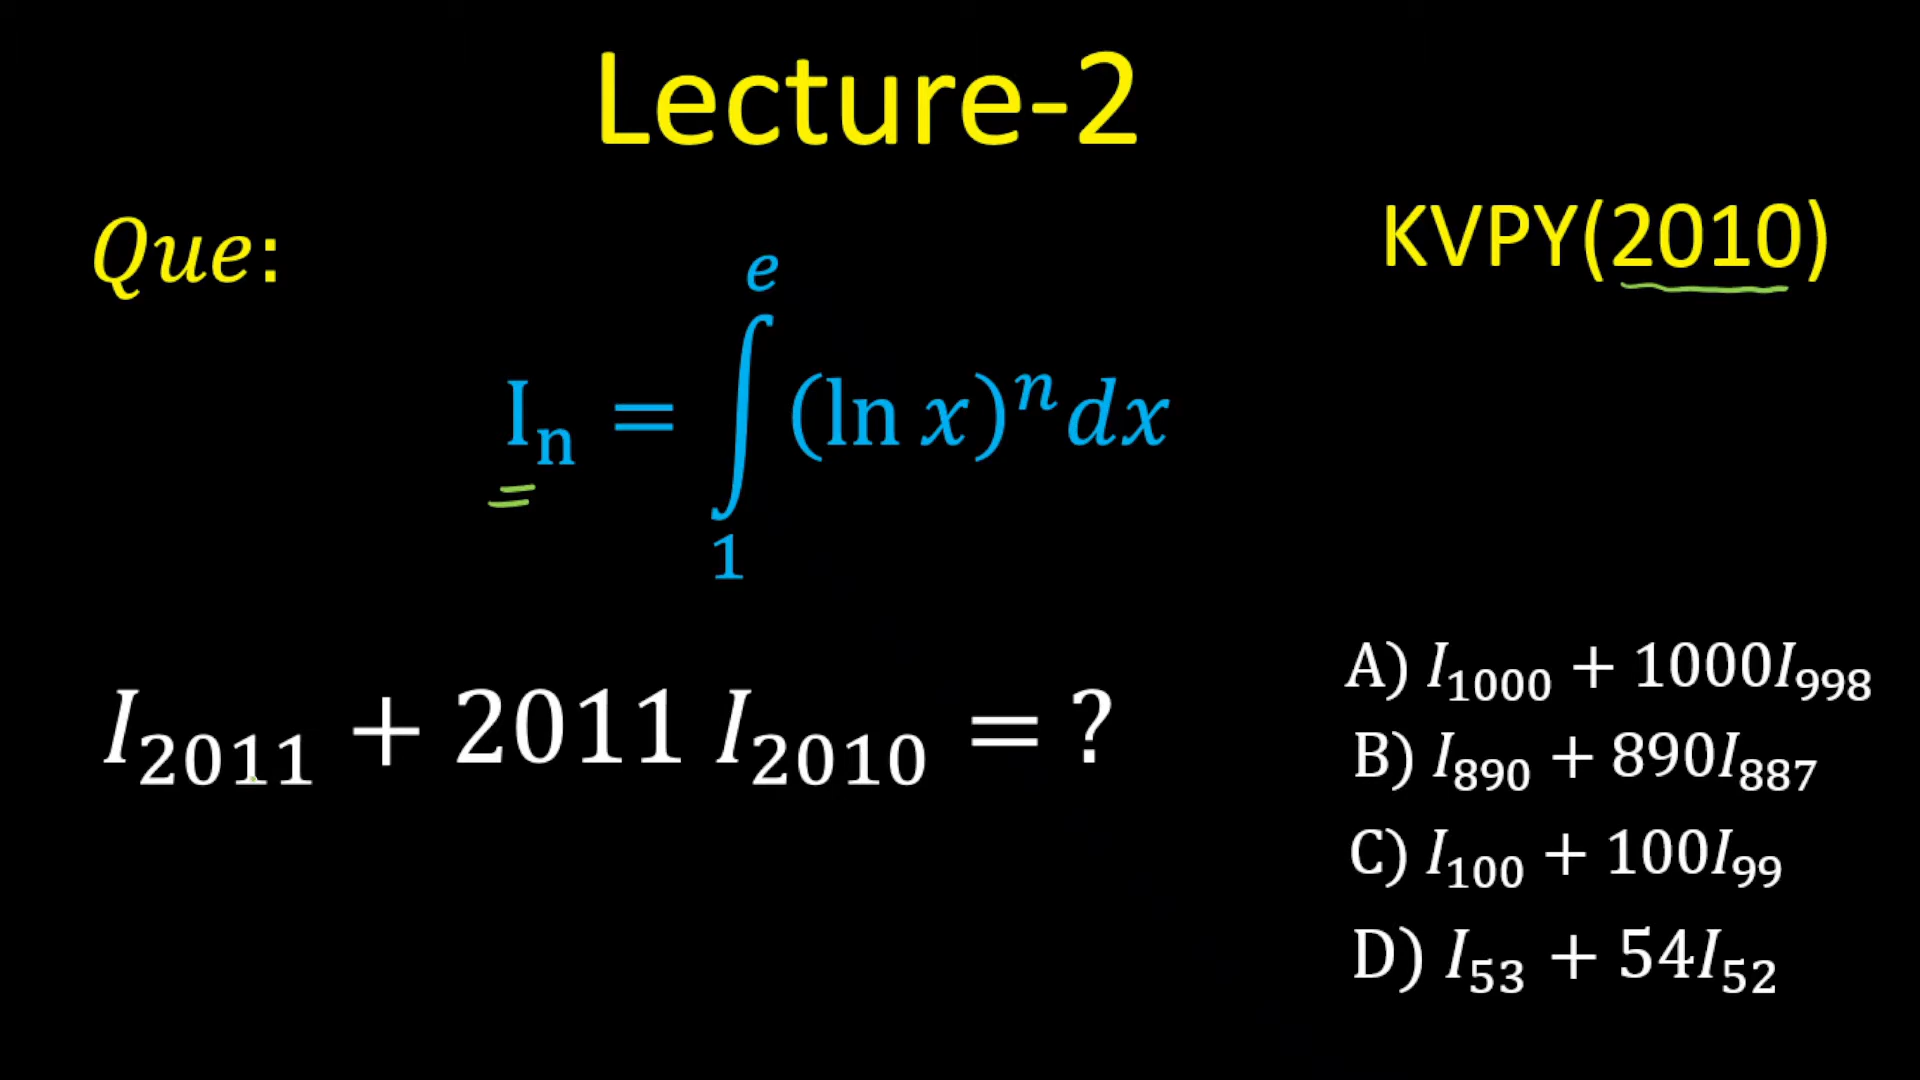 Lecture-2
Que:
KVPY(2010)
Iₙ = ∫₁ᵉ (ln x)ⁿ dx
I₂₀₁₁ + 2011 I₂₀₁₀ = ?
A) I₁₀₀₀ + 1000I₉₉₈
B) I₈₉₀ + 890I₈₈₇
C) I₁₀₀ + 100I₉₉
D) I₅₃ + 54I₅₂